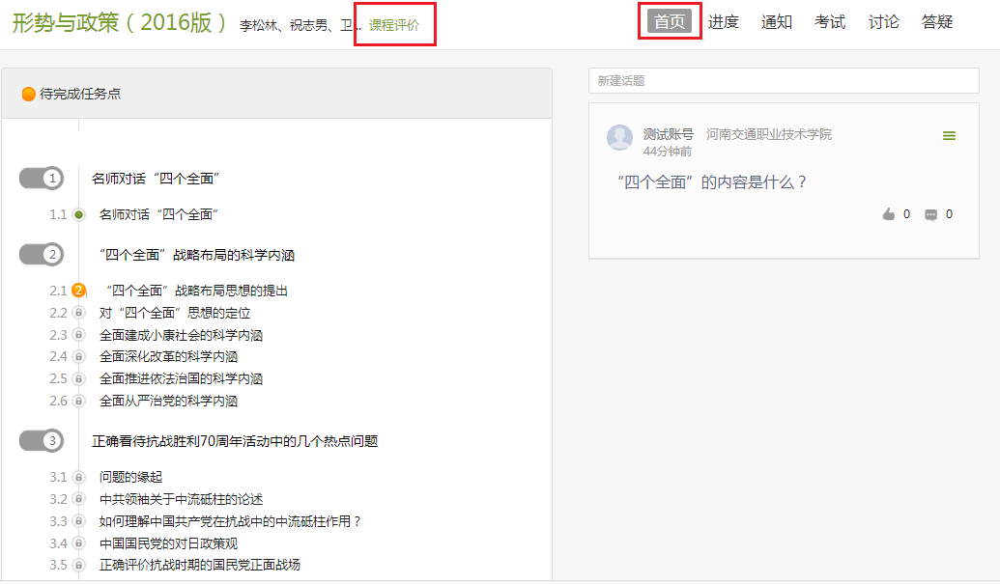 形势与政策（2016版） 李松林、祝志男、卫... 课程评价 首页 进度 通知 考试 讨论 答疑
待完成任务点
1 名师对话“四个全面”
1.1 名师对话“四个全面”
2 “四个全面”战略布局的科学内涵
2.1 2 “四个全面”战略布局思想的提出
2.2 对“四个全面”思想的定位
2.3 全面建成小康社会的科学内涵
2.4 全面深化改革的科学内涵
2.5 全面推进依法治国的科学内涵
2.6 全面从严治党的科学内涵
3 正确看待抗战胜利70周年活动中的几个热点问题
3.1 问题的缘起
3.2 中共领袖关于中流砥柱的论述
3.3 如何理解中国共产党在抗战中的中流砥柱作用？
3.4 中国国民党的对日政策观
3.5 正确评价抗战时期的国民党正面战场
新建话题
测试账号 河南交通职业技术学院
44分钟前
“四个全面”的内容是什么？
0 0